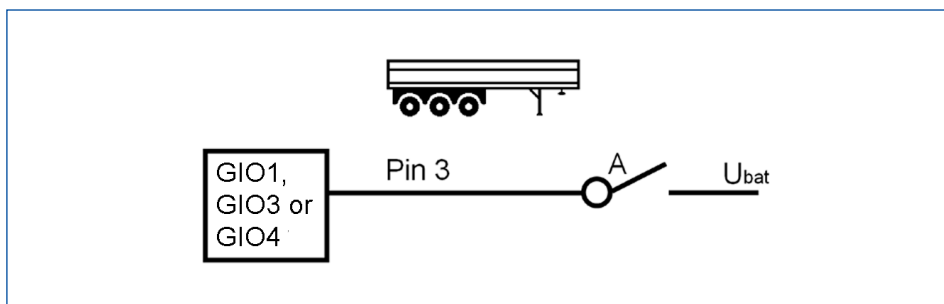 GIO1,
GIO3 or
GIO4
Pin 3
A
Ubat